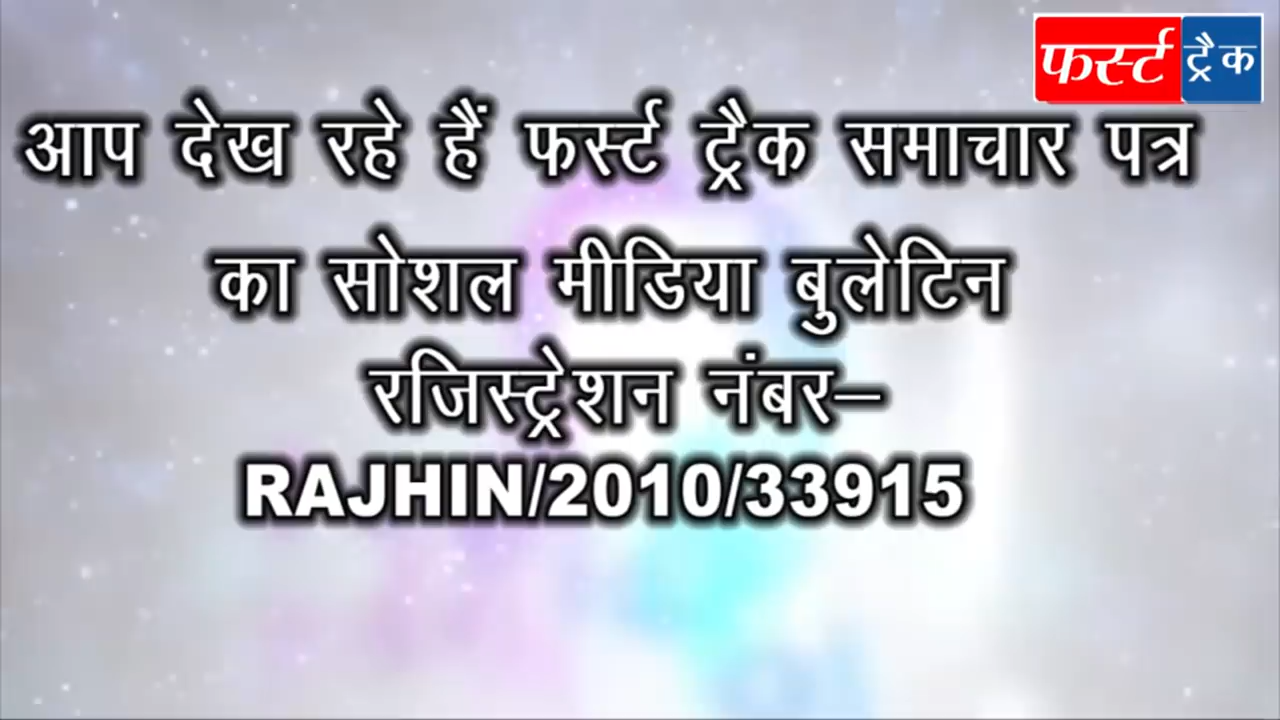 फर्स्ट ट्रैक
आप देख रहे हैं फर्स्ट ट्रैक समाचार पत्र
का सोशल मीडिया बुलेटिन
रजिस्ट्रेशन नंबर–
RAJHIN/2010/33915